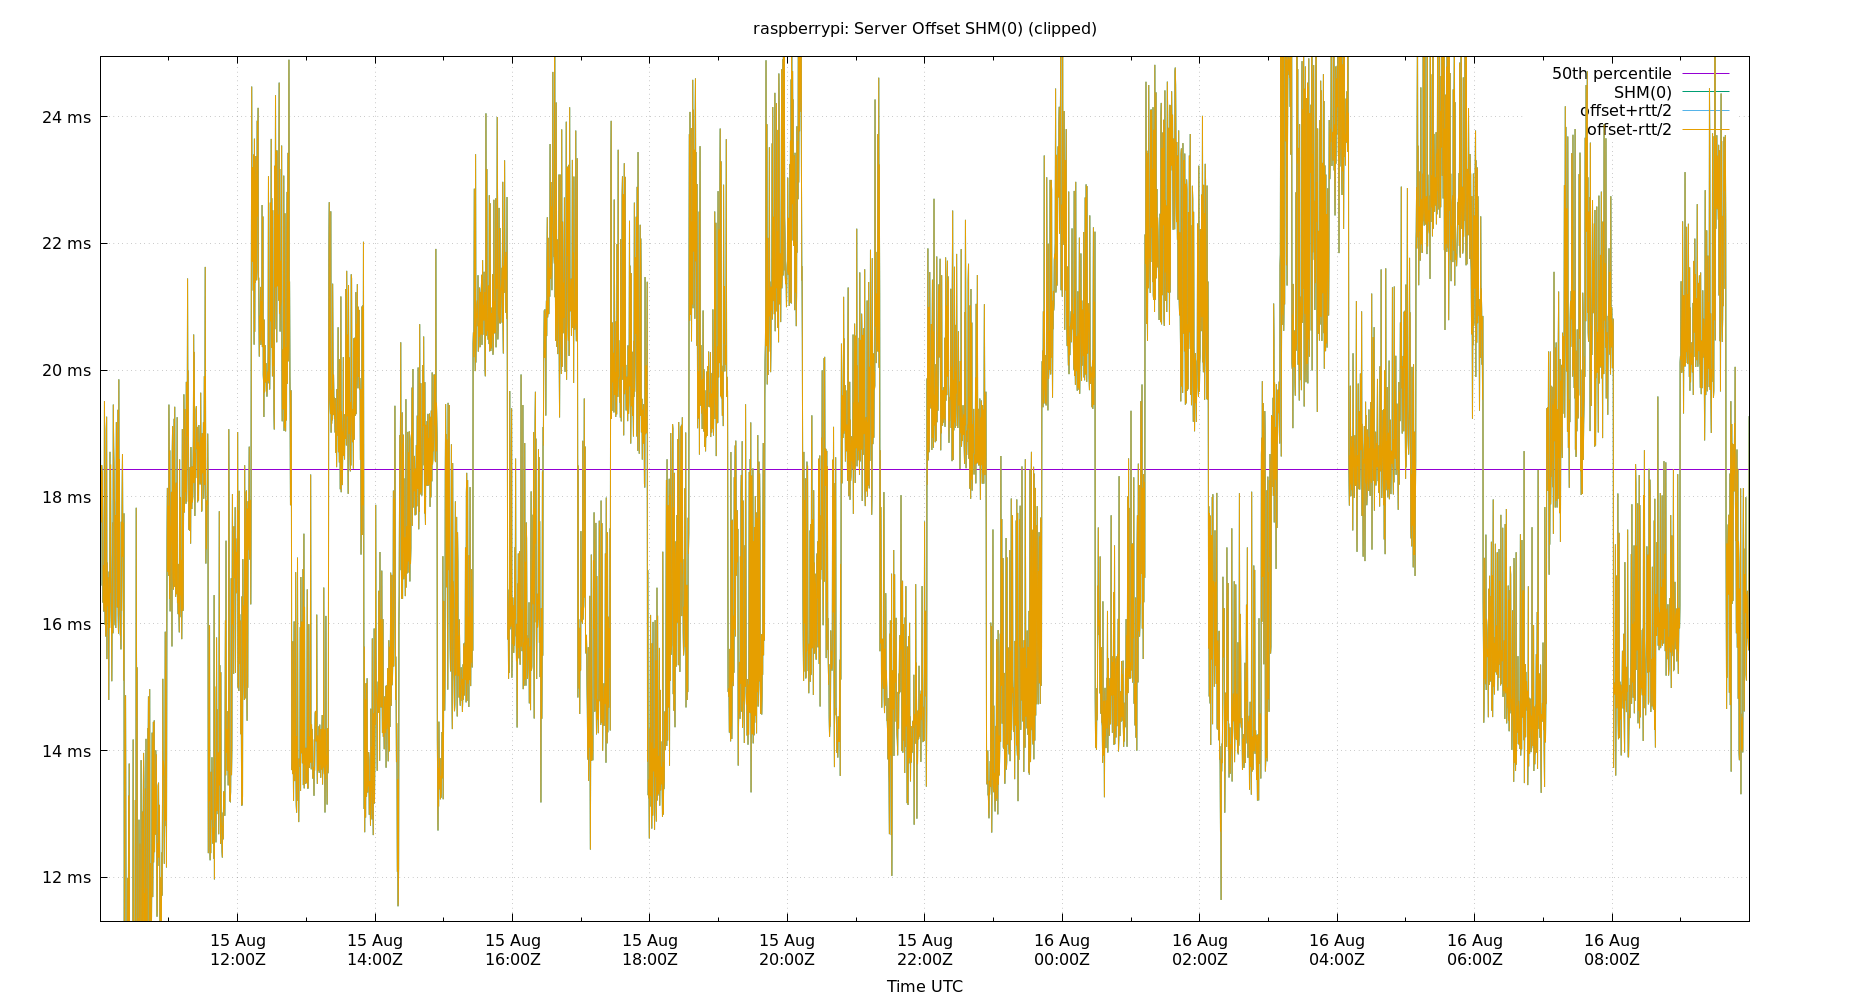 raspberrypi: Server Offset SHM(0) (clipped)
50th percentile
SHM(0)
offset+rtt/2
offset-rtt/2
24 ms
22 ms
20 ms
18 ms
16 ms
14 ms
12 ms
15 Aug 15 Aug 15 Aug 15 Aug 15 Aug 15 Aug 16 Aug 16 Aug 16 Aug 16 Aug 16 Aug
12:00Z 14:00Z 16:00Z 18:00Z 20:00Z 22:00Z 00:00Z 02:00Z 04:00Z 06:00Z 08:00Z
Time UTC